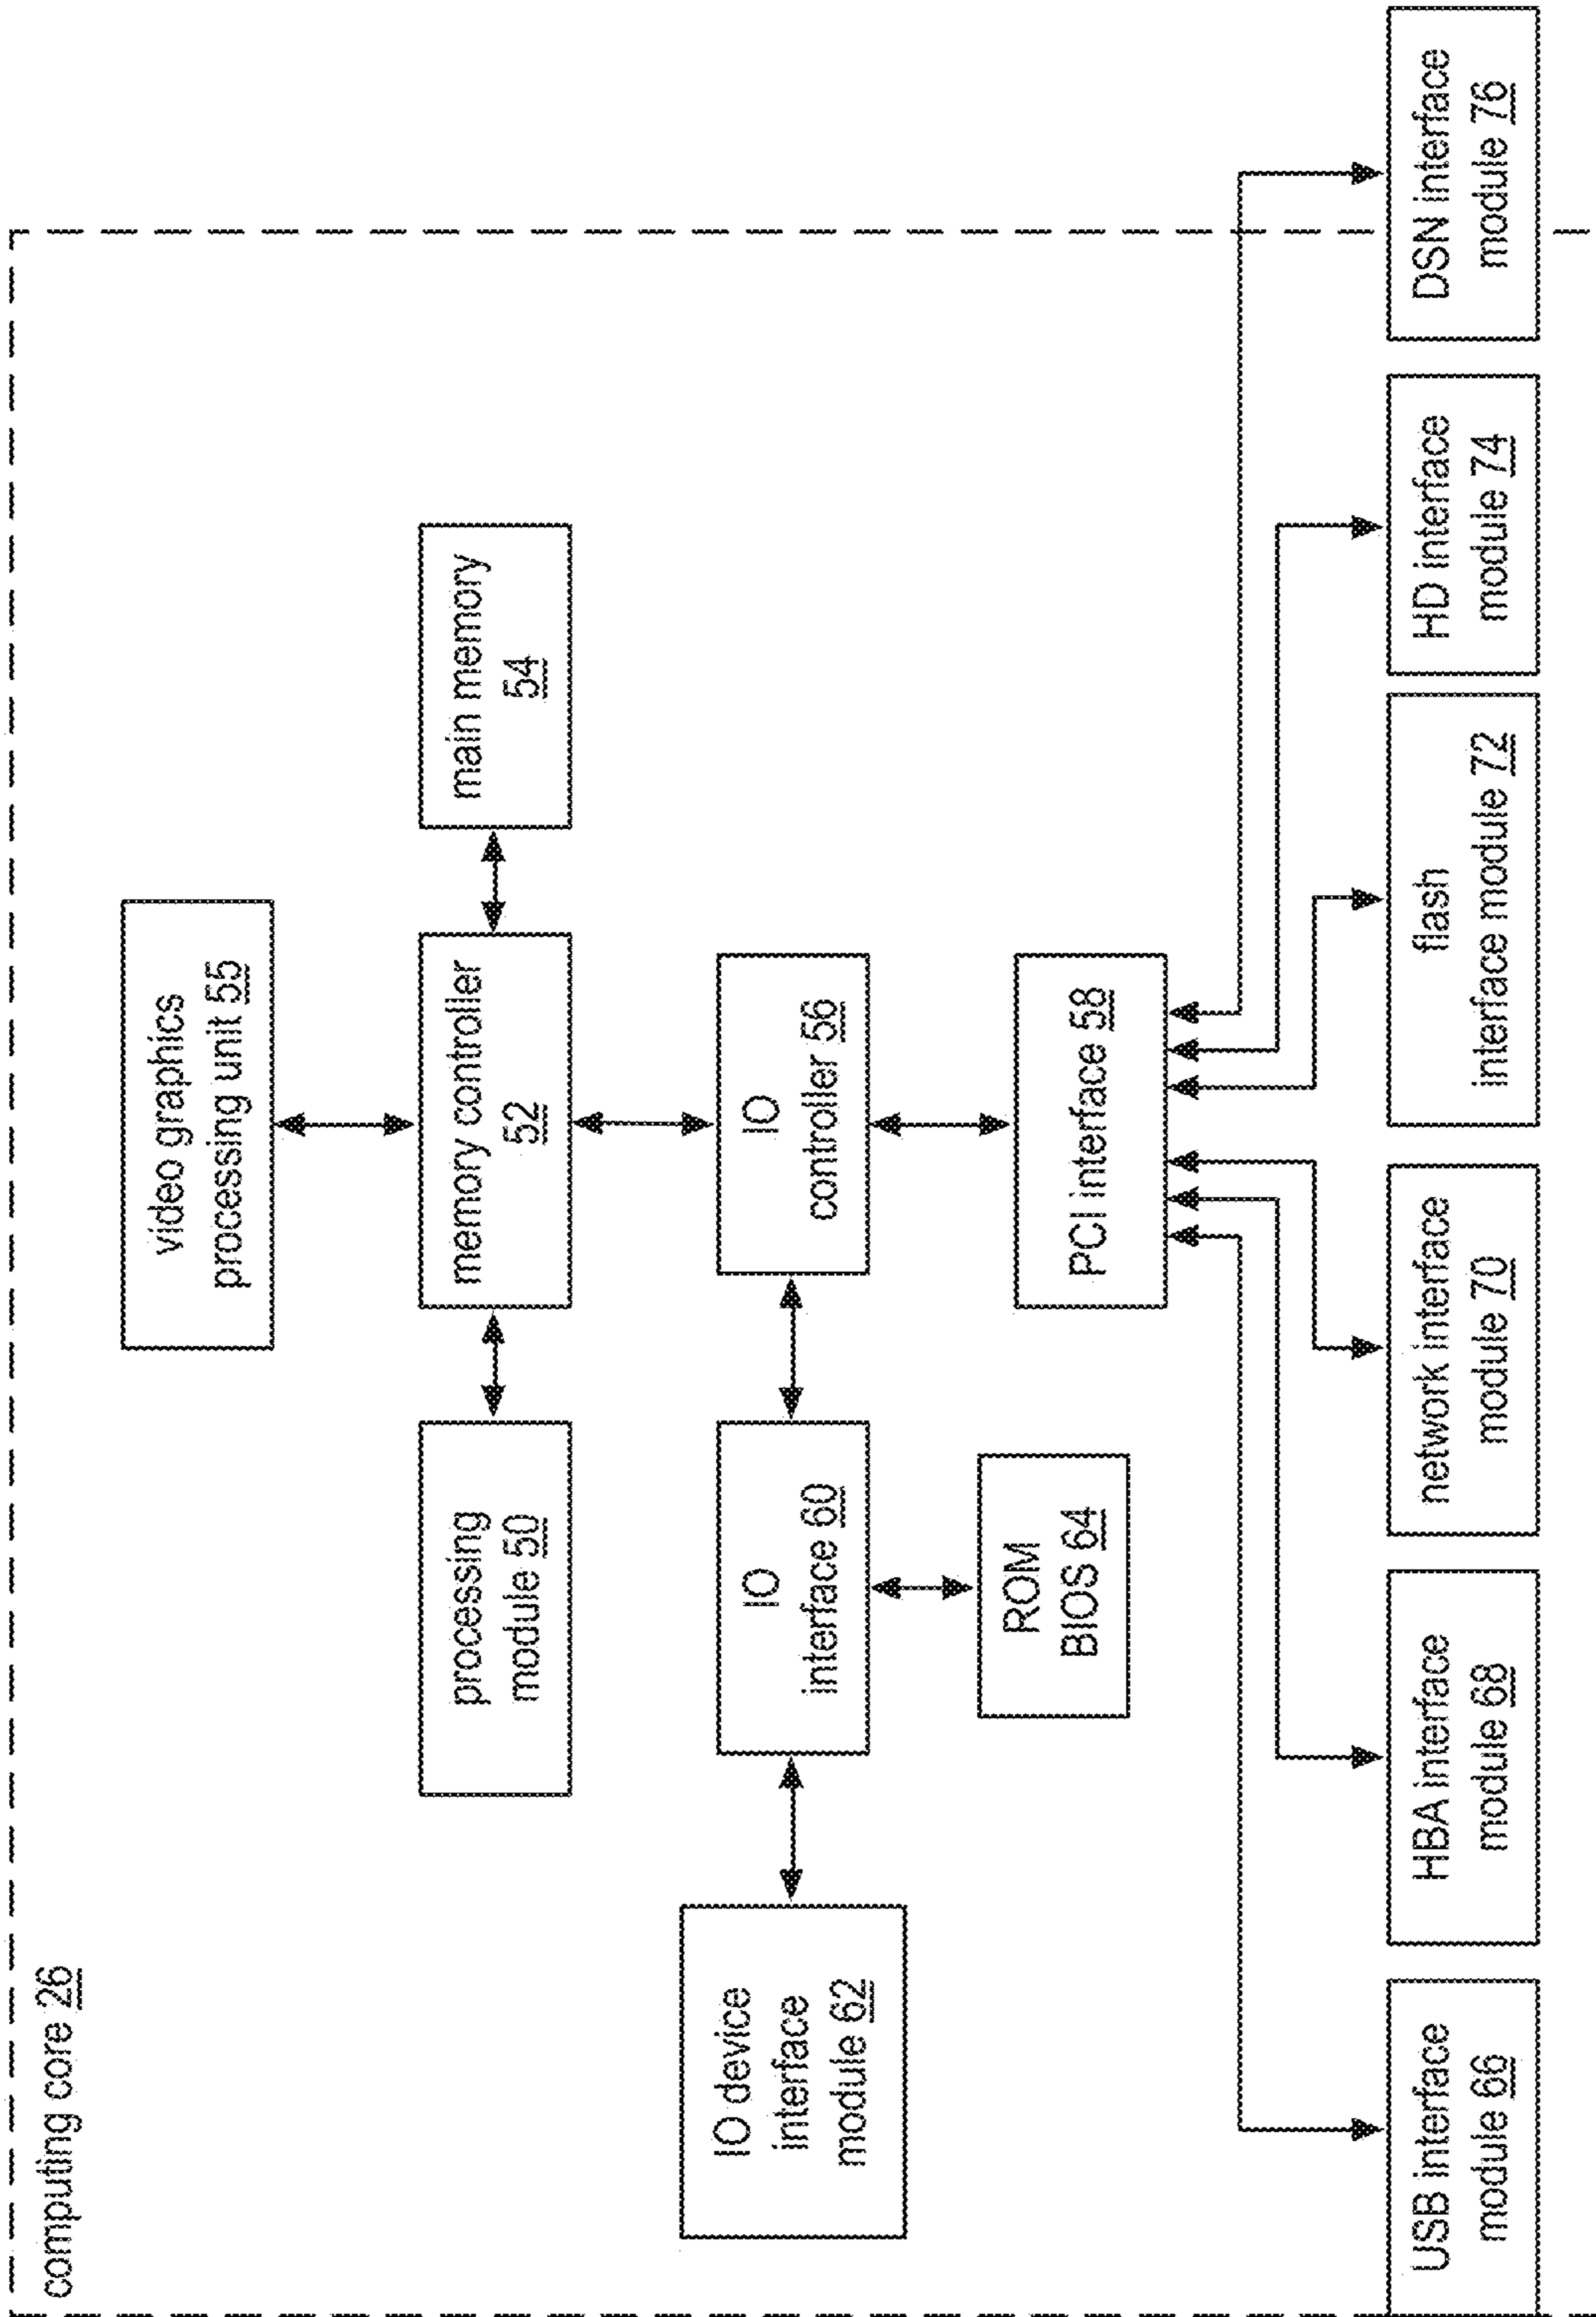 computing core 26
video graphics
processing unit 55
processing
module 50
memory controller
52
main memory
54
IO device
interface
module 62
IO
interface 60
IO
controller 56
ROM
BIOS 64
PCI interface 58
USB interface
module 66
HBA interface
module 68
network interface
module 70
flash
interface module 72
HD interface
module 74
DSN interface
module 76